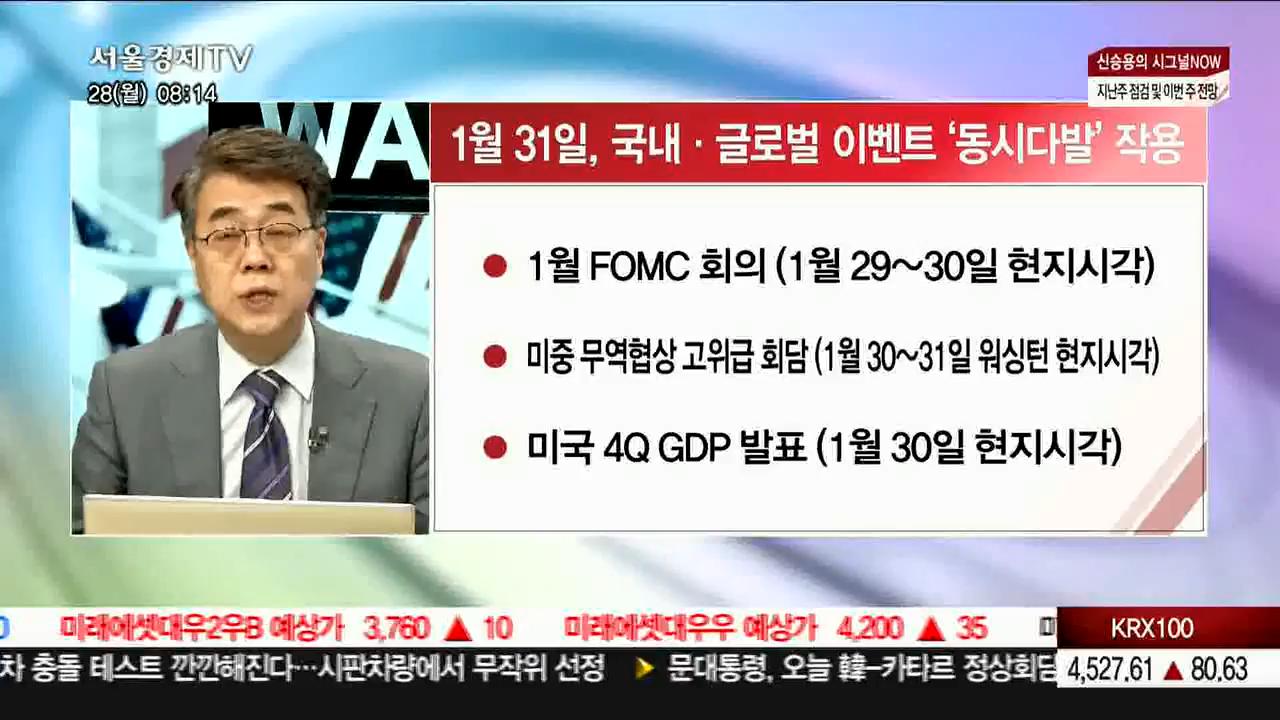 서울경제TV
28(월) 08:14
신승용의 시그널NOW
지난주 점검 및 이번 주 전망
WA
1월 31일, 국내·글로벌 이벤트 ‘동시다발’ 작용
● 1월 FOMC 회의 (1월 29~30일 현지시각)
● 미중 무역협상 고위급 회담 (1월 30~31일 워싱턴 현지시각)
● 미국 4Q GDP 발표 (1월 30일 현지시각)
0 미래에셋대우2우B 예상가 3,760 ▲ 10 미래에셋대우우 예상가 4,200 ▲ 35
KRX100
차 충돌 테스트 깐깐해진다…시판차량에서 무작위 선정 ▶ 문대통령, 오늘 韓-카타르 정상회담
4,527.61 ▲ 80.63